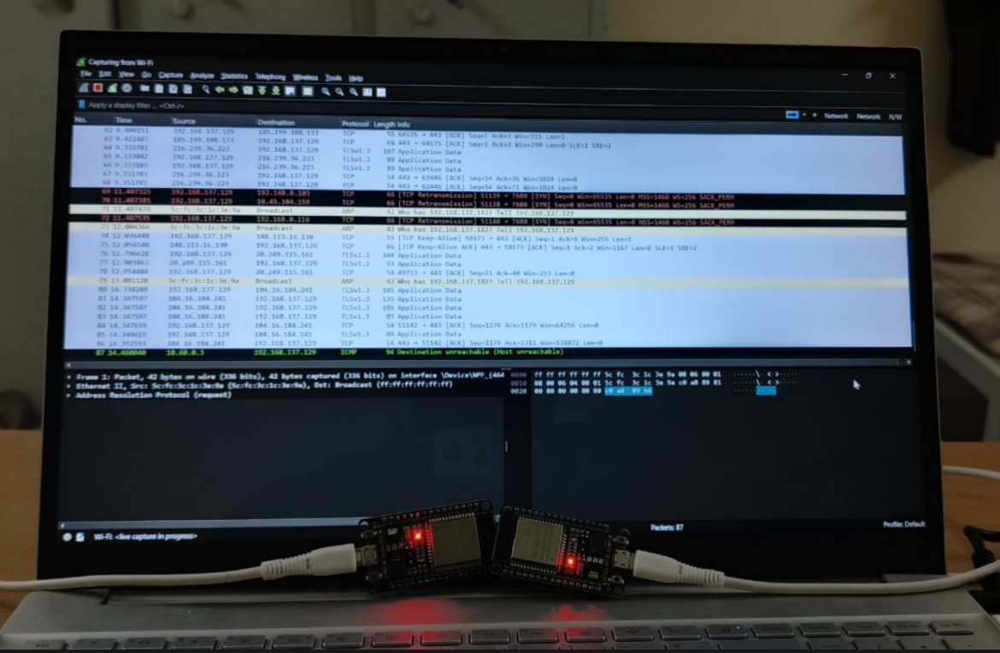 Capturing from Wi-Fi
File Edit View Go Capture Analyze Statistics Telephony Wireless Tools Help
Apply a display filter ... <Ctrl-/>
Network Network N/W
No. Time Source Destination Protocol Length Info
62 8.400151 192.168.137.129 185.199.108.133 TCP 55 64175 → 443 [ACK] Seq=1 Ack=1 Win=511 Len=1
63 8.422487 185.199.108.133 192.168.137.129 TCP 66 443 → 64175 [ACK] Seq=1 Ack=2 Win=290 Len=0 SLE=1 SRE=2
64 9.332781 216.239.36.223 192.168.137.129 TLSv1.2 107 Application Data
65 9.333042 192.168.137.129 216.239.36.223 TLSv1.2 89 Application Data
66 9.333103 192.168.137.129 216.239.36.223 TLSv1.2 89 Application Data
67 9.351783 216.239.36.223 192.168.137.129 TCP 54 443 → 62446 [ACK] Seq=54 Ack=36 Win=1024 Len=0
68 9.351783 216.239.36.223 192.168.137.129 TCP 54 443 → 62446 [ACK] Seq=54 Ack=71 Win=1024 Len=0
69 11.407325 192.168.137.129 192.168.0.103 TCP 66 [TCP Retransmission] 51139 → 7680 [SYN] Seq=0 Win=65535 Len=0 MSS=1460 WS=256 SACK_PERM
70 11.407385 192.168.137.129 10.45.104.159 TCP 66 [TCP Retransmission] 51138 → 7680 [SYN] Seq=0 Win=65535 Len=0 MSS=1460 WS=256 SACK_PERM
71 11.407428 5c:fc:3c:1c:3e:9a Broadcast ARP 42 Who has 192.168.137.182? Tell 192.168.137.129
72 11.407535 192.168.137.129 192.168.0.116 TCP 66 [TCP Retransmission] 51140 → 7680 [SYN] Seq=0 Win=65535 Len=0 MSS=1460 WS=256 SACK_PERM
73 12.004366 5c:fc:3c:1c:3e:9a Broadcast ARP 42 Who has 192.168.137.182? Tell 192.168.137.129
74 12.036448 192.168.137.129 148.113.16.130 TCP 55 [TCP Keep-Alive] 58173 → 443 [ACK] Seq=1 Ack=1 Win=255 Len=1
75 12.056540 148.113.16.130 192.168.137.129 TCP 66 [TCP Keep-Alive ACK] 443 → 58173 [ACK] Seq=1 Ack=2 Win=1167 Len=0 SLE=1 SRE=2
76 12.796628 192.168.137.129 20.249.115.161 TLSv1.2 104 Application Data
77 12.903863 20.249.115.161 192.168.137.129 TLSv1.2 93 Application Data
78 12.954484 192.168.137.129 20.249.115.161 TCP 54 49723 → 443 [ACK] Seq=51 Ack=40 Win=253 Len=0
79 13.001120 5c:fc:3c:1c:3e:9a Broadcast ARP 42 Who has 192.168.137.182? Tell 192.168.137.129
80 14.338208 192.168.137.129 104.16.184.241 TLSv1.3 105 Application Data
81 14.347587 104.16.184.241 192.168.137.129 TLSv1.3 135 Application Data
82 14.347587 104.16.184.241 192.168.137.129 TLSv1.3 101 Application Data
83 14.347587 104.16.184.241 192.168.137.129 TLSv1.3 85 Application Data
84 14.347659 192.168.137.129 104.16.184.241 TCP 54 51142 → 443 [ACK] Seq=1276 Ack=1179 Win=64256 Len=0
85 14.348615 192.168.137.129 104.16.184.241 TLSv1.3 89 Application Data
86 14.392593 104.16.184.241 192.168.137.129 TCP 54 443 → 51142 [ACK] Seq=1179 Ack=1311 Win=131072 Len=0
87 14.460040 10.60.0.3 192.168.137.129 ICMP 94 Destination unreachable (Host unreachable)
Frame 1: Packet, 42 bytes on wire (336 bits), 42 bytes captured (336 bits) on interface \Device\NPF_{464
Ethernet II, Src: 5c:fc:3c:1c:3e:9a (5c:fc:3c:1c:3e:9a), Dst: Broadcast (ff:ff:ff:ff:ff:ff)
Address Resolution Protocol (request)
0000 ff ff ff ff ff ff 5c fc 3c 1c 3e 9a 08 06 00 01 ······\· <·>·····
0010 08 00 06 04 00 01 5c fc 3c 1c 3e 9a c0 a8 89 81 ······\· <·>·····
0020 00 00 00 00 00 00 c0 a8 89 b6
Wi-Fi: <live capture in progress>
Packets: 87
Profile: Default